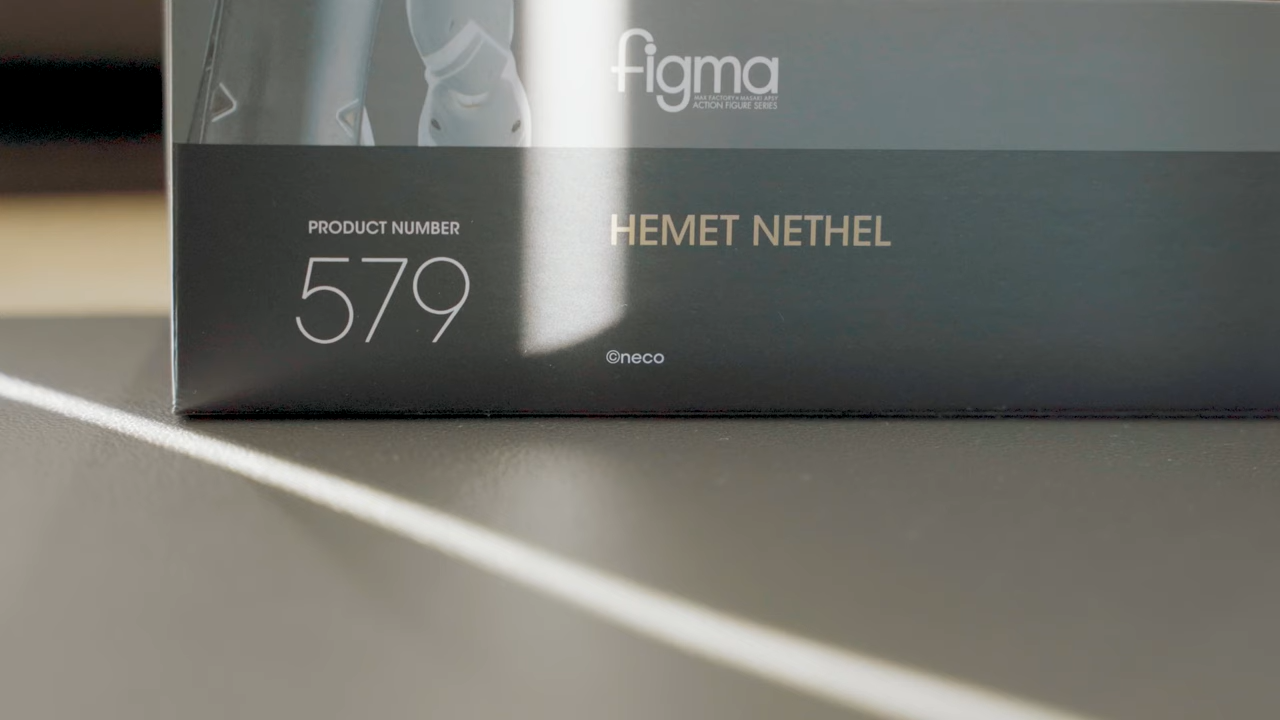 figma
MAX FACTORY + MASAKI APSY
ACTION FIGURE SERIES
PRODUCT NUMBER
579
HEMET NETHEL
©neco